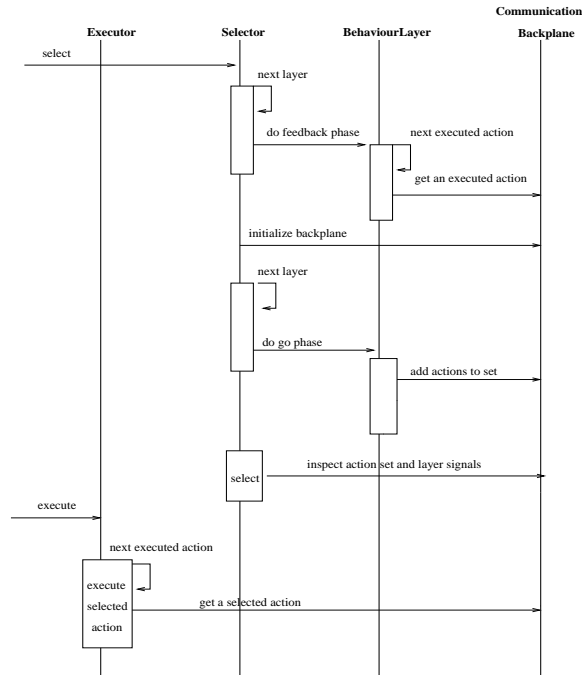 Communication
Executor
Selector
BehaviourLayer
Backplane
select
next layer
do feedback phase
next executed action
get an executed action
initialize backplane
next layer
do go phase
add actions to set
inspect action set and layer signals
select
execute
next executed action
execute
selected
action
get a selected action